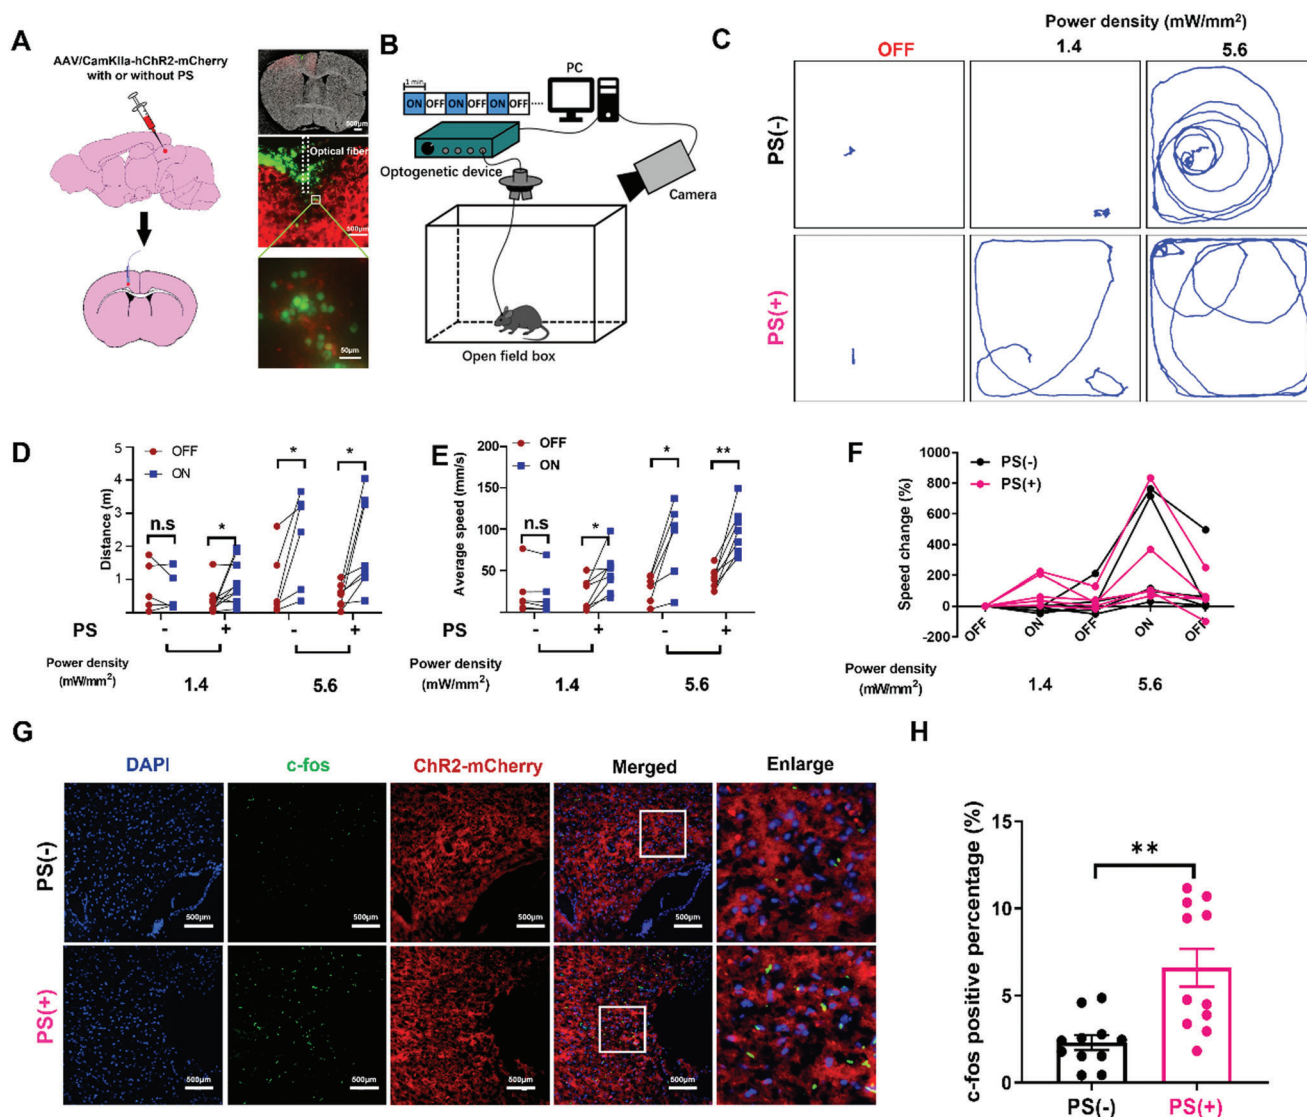 A
AAV/CamKIIa-hChR2-mCherry
with or without PS
500μm
Optical fiber
500μm
50μm
B
1 min
ON OFF ON OFF ON OFF ....
PC
Optogenetic device
Camera
Open field box
C
Power density (mW/mm²)
OFF 1.4 5.6
PS(-)
PS(+)
D
Distance (m)
5
4
3
2
1
OFF
ON
n.s * * *
PS - + - +
Power density
(mW/mm²)
1.4 5.6
E
Average speed (mm/s)
200
150
100
50
OFF
ON
n.s * * **
- + - +
Power density
(mW/mm²)
1.4 5.6
F
Speed change (%)
1000
800
600
400
200
0
-200
PS(-)
PS(+)
OFF ON OFF ON OFF
Power density
(mW/mm²)
1.4 5.6
G
DAPI c-fos ChR2-mCherry Merged Enlarge
PS(-)
500μm 500μm 500μm 500μm
PS(+)
500μm 500μm 500μm 500μm
H
c-fos positive percentage (%)
15
10
5
0
**
PS(-) PS(+)